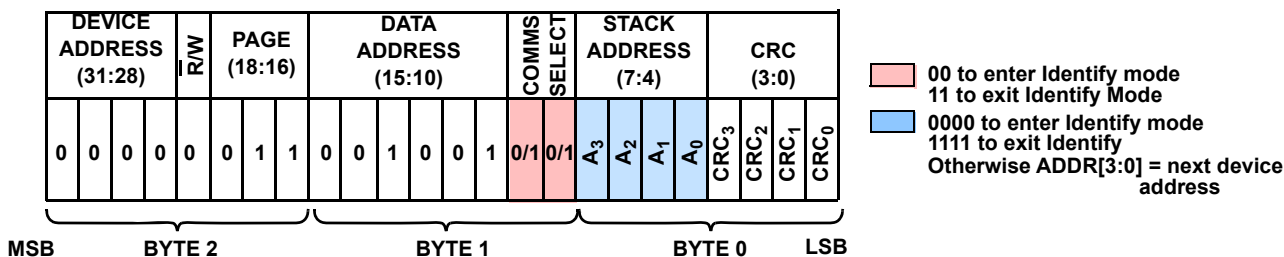 DEVICE ADDRESS (31:28) R/W PAGE (18:16) DATA ADDRESS (15:10) COMMS SELECT STACK ADDRESS (7:4) CRC (3:0)
0 0 0 0 0 0 1 1 0 0 1 0 0 1 0/1 0/1 A3 A2 A1 A0 CRC3 CRC2 CRC1 CRC0
MSB BYTE 2 BYTE 1 BYTE 0 LSB
00 to enter Identify mode
11 to exit Identify Mode
0000 to enter Identify mode
1111 to exit Identify
Otherwise ADDR[3:0] = next device
address